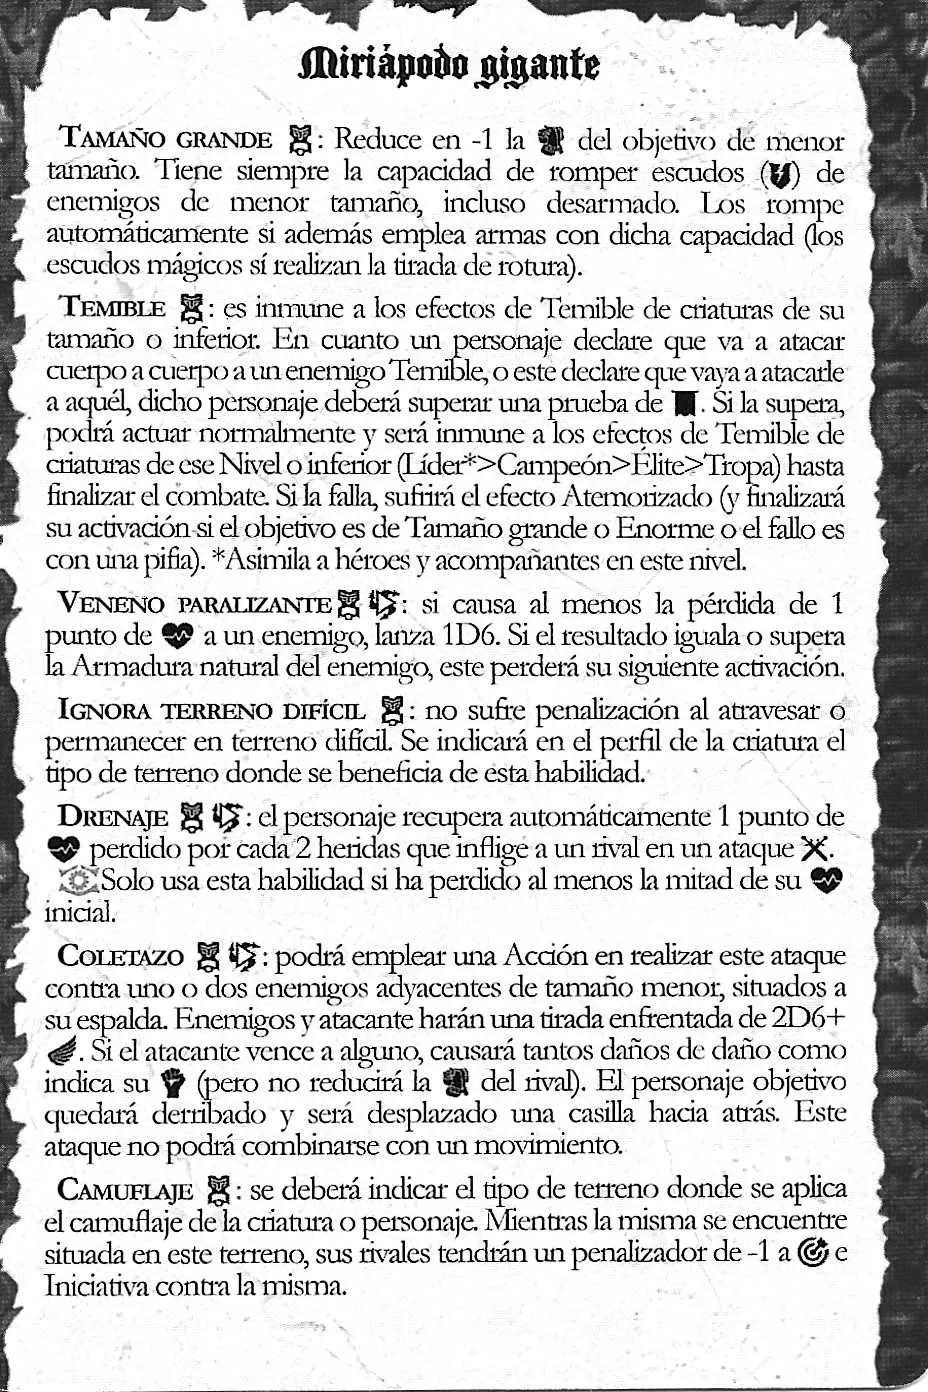 Miriápodo gigante
TAMAÑO GRANDE : Reduce en -1 la del objetivo de menor
tamaño. Tiene siempre la capacidad de romper escudos () de
enemigos de menor tamaño, incluso desarmado. Los rompe
automáticamente si además emplea armas con dicha capacidad (los
escudos mágicos sí realizan la tirada de rotura).
TEMIBLE : es inmune a los efectos de Temible de criaturas de su
tamaño o inferior. En cuanto un personaje declare que va a atacar
cuerpo a cuerpo a un enemigo Temible, o este declare que vaya a atacarle
a aquél, dicho personaje deberá superar una prueba de . Si la supera,
podrá actuar normalmente y será inmune a los efectos de Temible de
criaturas de ese Nivel o inferior (Líder*>Campeón>Élite>Tropa) hasta
finalizar el combate. Si la falla, sufrirá el efecto Atemorizado (y finalizará
su activación si el objetivo es de Tamaño grande o Enorme o el fallo es
con una pifia). *Asimila a héroes y acompañantes en este nivel.
VENENO PARALIZANTE : si causa al menos la pérdida de 1
punto de a un enemigo, lanza 1D6. Si el resultado iguala o supera
la Armadura natural del enemigo, este perderá su siguiente activación.
IGNORA TERRENO DIFÍCIL : no sufre penalización al atravesar o
permanecer en terreno difícil. Se indicará en el perfil de la criatura el
tipo de terreno donde se beneficia de esta habilidad.
DRENAJE : el personaje recupera automáticamente 1 punto de
perdido por cada 2 heridas que inflige a un rival en un ataque .
Solo usa esta habilidad si ha perdido al menos la mitad de su
inicial.
COLETAZO : podrá emplear una Acción en realizar este ataque
contra uno o dos enemigos adyacentes de tamaño menor, situados a
su espalda. Enemigos y atacante harán una tirada enfrentada de 2D6+
. Si el atacante vence a alguno, causará tantos daños de daño como
indica su (pero no reducirá la del rival). El personaje objetivo
quedará derribado y será desplazado una casilla hacia atrás. Este
ataque no podrá combinarse con un movimiento.
CAMUFLAJE : se deberá indicar el tipo de terreno donde se aplica
el camuflaje de la criatura o personaje. Mientras la misma se encuentre
situada en este terreno, sus rivales tendrán un penalizador de -1 a e
Iniciativa contra la misma.